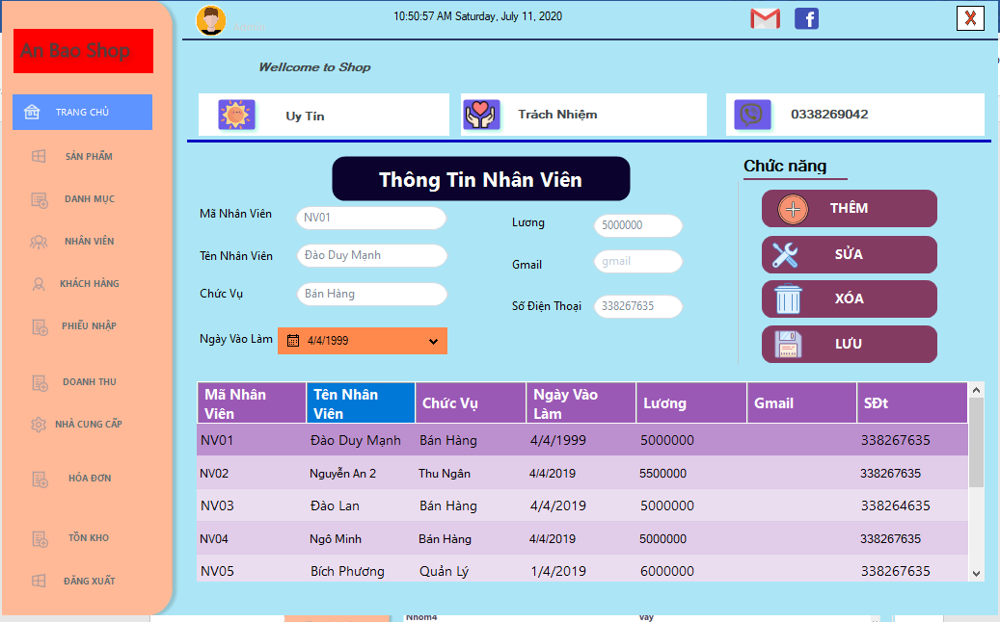 Admin
10:50:57 AM Saturday, July 11, 2020
X
An Bao Shop
Wellcome to Shop
Uy Tín
Trách Nhiệm
0338269042
TRANG CHỦ
SẢN PHẨM
DANH MỤC
NHÂN VIÊN
KHÁCH HÀNG
PHIẾU NHẬP
DOANH THU
NHÀ CUNG CẤP
HÓA ĐƠN
TỒN KHO
ĐĂNG XUẤT
Thông Tin Nhân Viên
Mã Nhân Viên NV01
Tên Nhân Viên Đào Duy Mạnh
Chức Vụ Bán Hàng
Ngày Vào Làm 4/4/1999
Lương 5000000
Gmail gmail
Số Điện Thoại 338267635
Chức năng
THÊM
SỬA
XÓA
LƯU
Mã Nhân Viên Tên Nhân Viên Chức Vụ Ngày Vào Làm Lương Gmail SĐt
NV01 Đào Duy Mạnh Bán Hàng 4/4/1999 5000000 338267635
NV02 Nguyễn An 2 Thu Ngân 4/4/2019 5500000 338267635
NV03 Đào Lan Bán Hàng 4/4/2019 5000000 338264635
NV04 Ngô Minh Bán Hàng 4/4/2019 5000000 338267635
NV05 Bích Phương Quản Lý 1/4/2019 6000000 338267635
Nhom4
Vay